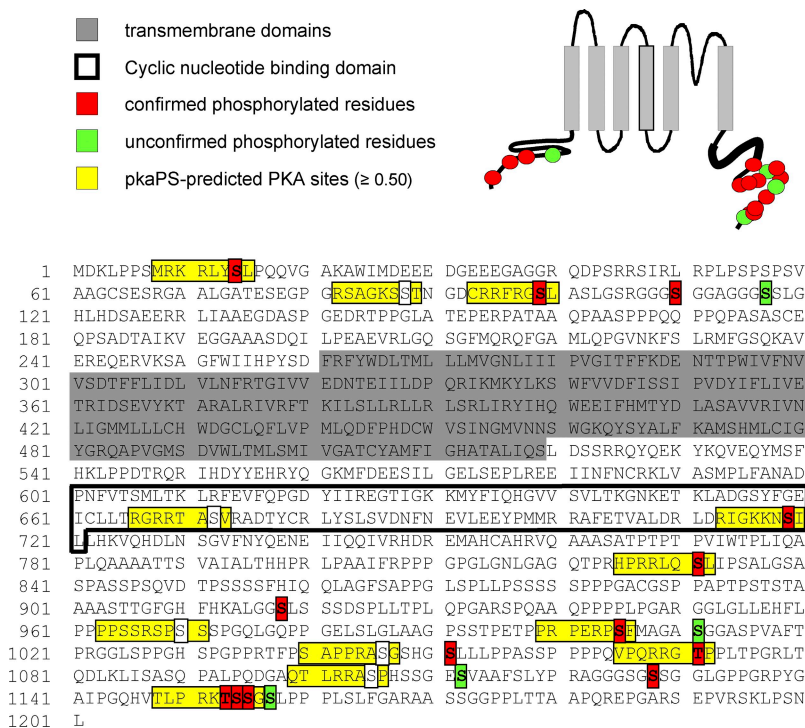 transmembrane domains
Cyclic nucleotide binding domain
confirmed phosphorylated residues
unconfirmed phosphorylated residues
pkaPS-predicted PKA sites (≥ 0.50)
1 MDKLPPSMRK RLYSLPQQVG AKAWIMDEEE DGEEEGAGGR QDPSRRSIRL RPLPSPSPSV
61 AAGCSESRGA ALGATESEGP GRSAGKSSTN GDCRRFRGSL ASLGSRGGGS GGAGGGSSLG
121 HLHDSAEERR LIAAEGDASP GEDRTPPGLA TEPERPATAA QPAASPPPQQ PPQPASASCE
181 QPSADTAIKV EGGAAASDQI LPEAEVRLGQ SGFMQRQFGA MLQPGVNKFS LRMFGSQKAV
241 EREQERVKSA GFWIIHPYSD FRFYWDLTML LLMVGNLIII PVGITFFKDE NTTPWIVFNV
301 VSDTFFLIDL VLNFRTGIVV EDNTEIILDP QRIKMKYLKS WFVVDFISSI PVDYIFLIVE
361 TRIDSEVYKT ARALRIVRFT KILSLLRLLR LSRLIRYIHQ WEEIFHMTYD LASAVVRIVN
421 LIGMMLLLCH WDGCLQFLVP MLQDFPHDCW VSINGMVNNS WGKQYSYALF KAMSHMLCIG
481 YGRQAPVGMS DVWLTMLSMI VGATCYAMFI GHATALIQSL DSSRRQYQEK YKQVEQYMSF
541 HKLPPDTRQR IHDYYEHRYQ GKMFDEESIL GELSEPLREE IINFNCRKLV ASMPLFANAD
601 PNFVTSMLTK LRFEVFQPGD YIIREGTIGK KMYFIQHGVV SVLTKGNKET KLADGSYFGE
661 ICLLTRGRRT ASVRADTYCR LYSLSVDNFN EVLEEYPMMR RAFETVALDR LDRIGKKNSI
721 LLHKVQHDLN SGVFNYQENE IIQQIVRHDR EMAHCAHRVQ AAASATPTPT PVIWTPLIQA
781 PLQAAAATTS VAIALTHHPR LPAAIFRPPP GPGLGNLGAG QTPRHPRRLQ SLIPSALGSA
841 SPASSPSQVD TPSSSSFHIQ QLAGFSAPPG LSPLLPSSSS SPPPGACGSP PAPTPSTSTA
901 AAASTTGFGH FHKALGGSLS SSDSPLLTPL QPGARSPQAA QPPPPLPGAR GGLGLLEHFL
961 PPPPSSRSPS SSPGQLGQPP GELSLGLAAG PSSTPETPPR PERPSFMAGA SGGASPVAFT
1021 PRGGLSPPGH SPGPPRTFPS APPRASGSHG SLLLPPASSP PPPQVPQRRG TPPLTPGRLT
1081 QDLKLISASQ PALPQDGAQT LRRASPHSSG ESVAAFSLYP RAGGGSGSSG GLGPPGRPYG
1141 AIPGQHVTLP RKTSSGSLPP PLSLFGARAA SSGGPPLTTA APQREPGARS EPVRSKLPSN
1201 L